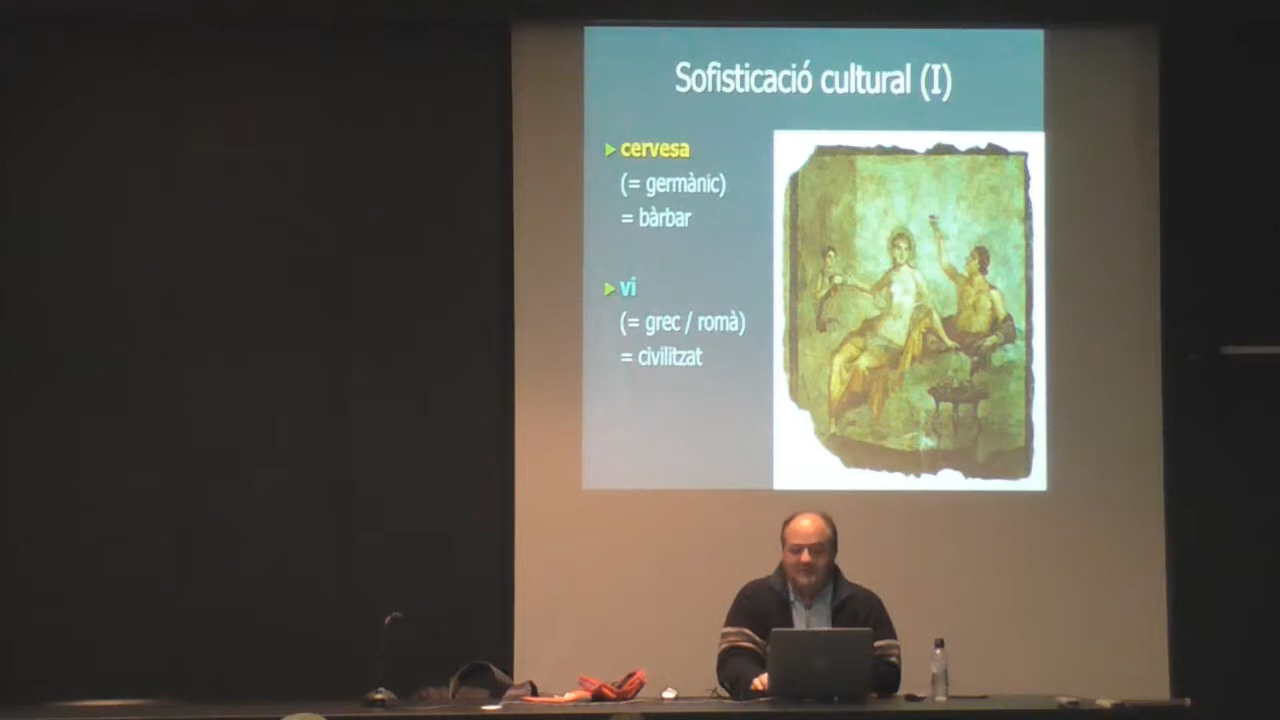 Sofisticació cultural (I)
cervesa
(= germànic)
= bàrbar
vi
(= grec / romà)
= civilitzat